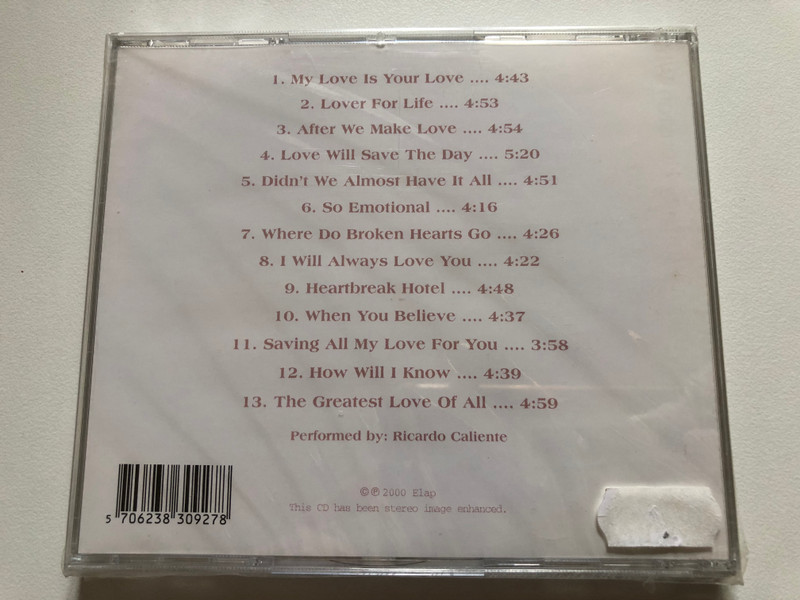 1. My Love Is Your Love .... 4:43
2. Lover For Life .... 4:53
3. After We Make Love .... 4:54
4. Love Will Save The Day .... 5:20
5. Didn't We Almost Have It All .... 4:51
6. So Emotional .... 4:16
7. Where Do Broken Hearts Go .... 4:26
8. I Will Always Love You .... 4:22
9. Heartbreak Hotel .... 4:48
10. When You Believe .... 4:37
11. Saving All My Love For You .... 3:58
12. How Will I Know .... 4:39
13. The Greatest Love Of All .... 4:59
Performed by: Ricardo Caliente
©℗ 2000 Elap
This CD has been stereo image enhanced.
5 706238 309278